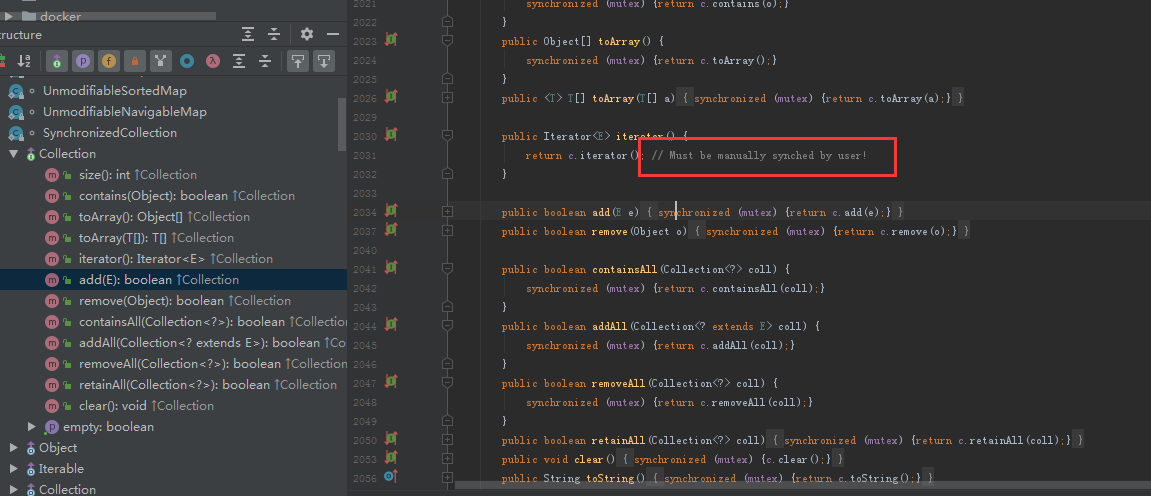 docker
ructure
UnmodifiableSortedMap
UnmodifiableNavigableMap
SynchronizedCollection
Collection
size(): int ↑Collection
contains(Object): boolean ↑Collection
toArray(): Object[] ↑Collection
toArray(T[]): T[] ↑Collection
iterator(): Iterator<E> ↑Collection
add(E): boolean ↑Collection
remove(Object): boolean ↑Collection
containsAll(Collection<?>): boolean ↑Collection
addAll(Collection<? extends E>): boolean ↑Co
removeAll(Collection<?>): boolean ↑Collection
retainAll(Collection<?>): boolean ↑Collection
clear(): void ↑Collection
empty: boolean
Object
Iterable
Collection
2021 synchronized (mutex) {return c.contains(o);}
2022 }
2023 public Object[] toArray() {
2024 synchronized (mutex) {return c.toArray();}
2025 }
2026 public <T> T[] toArray(T[] a) { synchronized (mutex) {return c.toArray(a);} }
2029
2030 public Iterator<E> iterator() {
2031 return c.iterator(); // Must be manually synched by user!
2032 }
2033
2034 public boolean add(E e) { synchronized (mutex) {return c.add(e);} }
2037 public boolean remove(Object o) { synchronized (mutex) {return c.remove(o);} }
2040
2041 public boolean containsAll(Collection<?> coll) {
2042 synchronized (mutex) {return c.containsAll(coll);}
2043 }
2044 public boolean addAll(Collection<? extends E> coll) {
2045 synchronized (mutex) {return c.addAll(coll);}
2046 }
2047 public boolean removeAll(Collection<?> coll) {
2048 synchronized (mutex) {return c.removeAll(coll);}
2049 }
2050 public boolean retainAll(Collection<?> coll) { synchronized (mutex) {return c.retainAll(coll);} }
2053 public void clear() { synchronized (mutex) {c.clear();} }
2056 public String toString() { synchronized (mutex) {return c.toString();} }